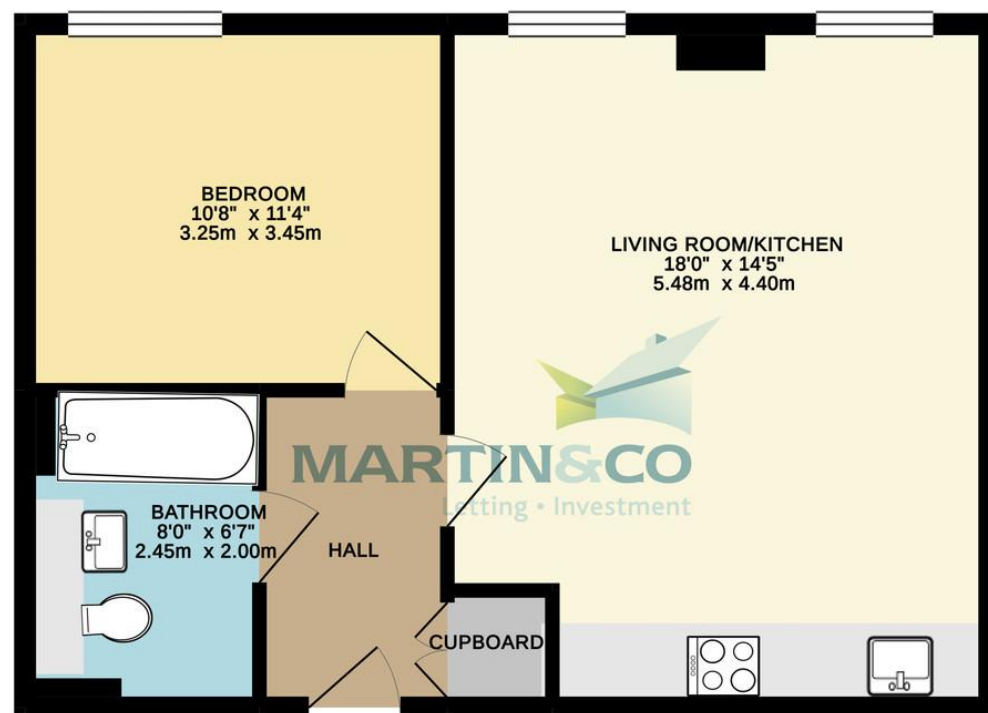 BEDROOM
10'8" x 11'4"
3.25m x 3.45m
LIVING ROOM/KITCHEN
18'0" x 14'5"
5.48m x 4.40m
MARTIN&CO
Letting • Investment
BATHROOM
8'0" x 6'7"
2.45m x 2.00m
HALL
CUPBOARD